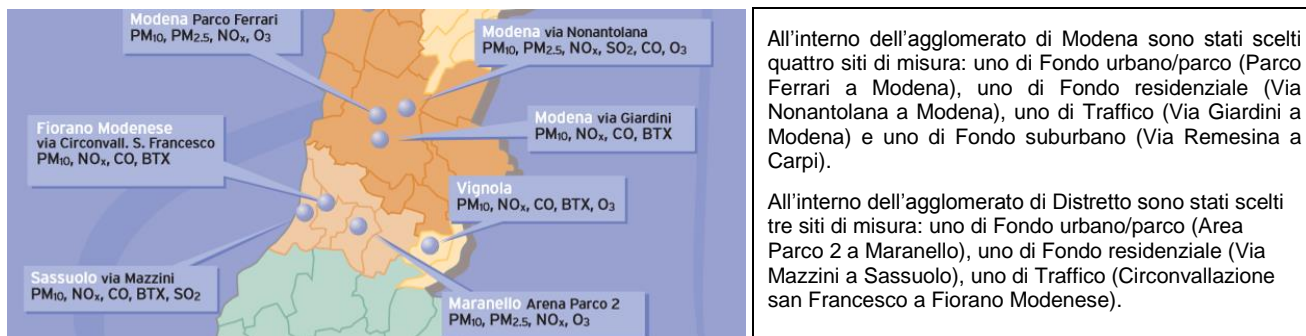 Modena Parco Ferrari
PM10, PM2.5, NOx, O3
Modena via Nonantolana
PM10, PM2.5, NOx, SO2, CO, O3
Fiorano Modenese
via Circonvall. S. Francesco
PM10, NOx, CO, BTX
Modena via Giardini
PM10, NOx, CO, BTX
Vignola
PM10, NOx, CO, BTX, O3
Sassuolo via Mazzini
PM10, NOx, CO, BTX, SO2
Maranello Arena Parco 2
PM10, PM2.5, NOx, O3
All’interno dell’agglomerato di Modena sono stati scelti
quattro siti di misura: uno di Fondo urbano/parco (Parco
Ferrari a Modena), uno di Fondo residenziale (Via
Nonantolana a Modena), uno di Traffico (Via Giardini a
Modena) e uno di Fondo suburbano (Via Remesina a
Carpi).
All’interno dell’agglomerato di Distretto sono stati scelti
tre siti di misura: uno di Fondo urbano/parco (Area
Parco 2 a Maranello), uno di Fondo residenziale (Via
Mazzini a Sassuolo), uno di Traffico (Circonvallazione
san Francesco a Fiorano Modenese).